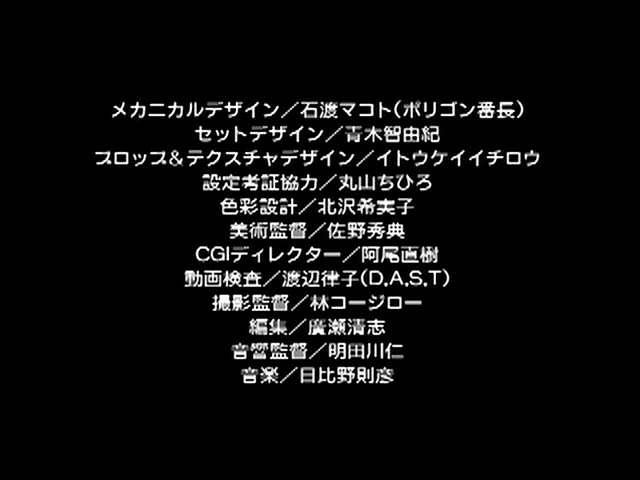 メカニカルデザイン／石渡マコト(ポリゴン番長)
セットデザイン／青木智由紀
プロップ＆テクスチャデザイン／イトウケイイチロウ
設定考証協力／丸山ちひろ
色彩設計／北沢希実子
美術監督／佐野秀典
CGIディレクター／阿尾直樹
動画検査／渡辺律子(D.A.S.T)
撮影監督／林コージロー
編集／廣瀬清志
音響監督／明田川仁
音楽／日比野則彦